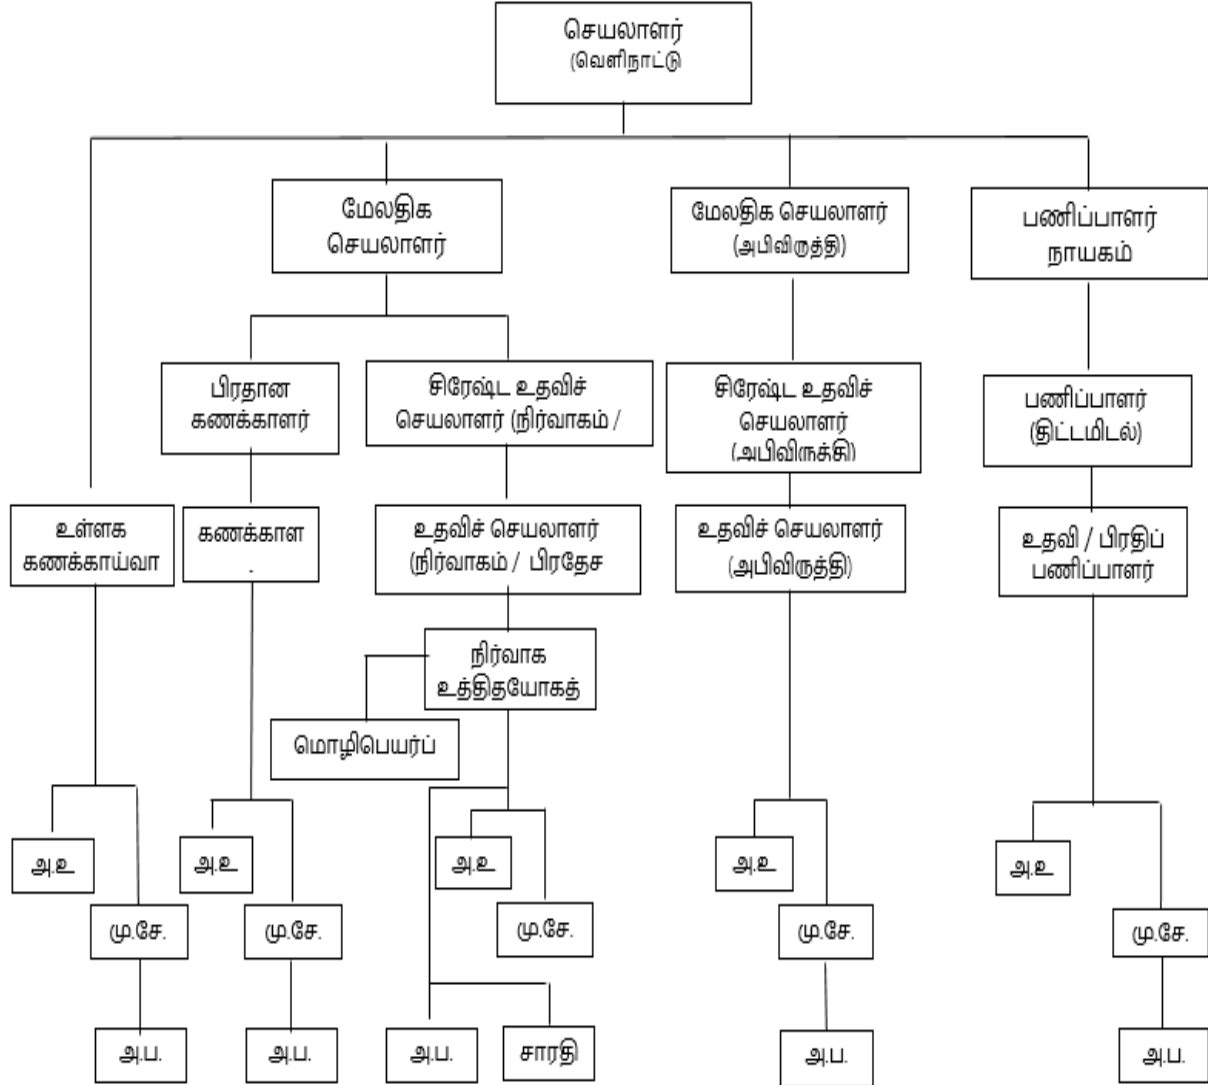 செயலாளர்
(வெளிநாட்டு
மேலதிக
செயலாளர்
மேலதிக செயலாளர்
(அபிவிருத்தி)
பணிப்பாளர்
நாயகம்
பிரதான
கணக்காளர்
சிரேஷ்ட உதவிச்
செயலாளர் (நிர்வாகம் /
சிரேஷ்ட உதவிச்
செயலாளர்
(அபிவிருத்தி)
பணிப்பாளர்
(திட்டமிடல்)
உள்ளக
கணக்காய்வா
கணக்காள
.
உதவிச் செயலாளர்
(நிர்வாகம் / பிரதேச
உதவிச் செயலாளர்
(அபிவிருத்தி)
உதவி / பிரதிப்
பணிப்பாளர்
நிர்வாக
உத்திதயோகத்
மொழிபெயர்ப்
அ.உ
அ.உ
அ.உ
அ.உ
அ.உ
மு.சே.
மு.சே.
மு.சே.
மு.சே.
மு.சே.
அ.ப.
அ.ப.
அ.ப.
சாரதி
அ.ப.
அ.ப.